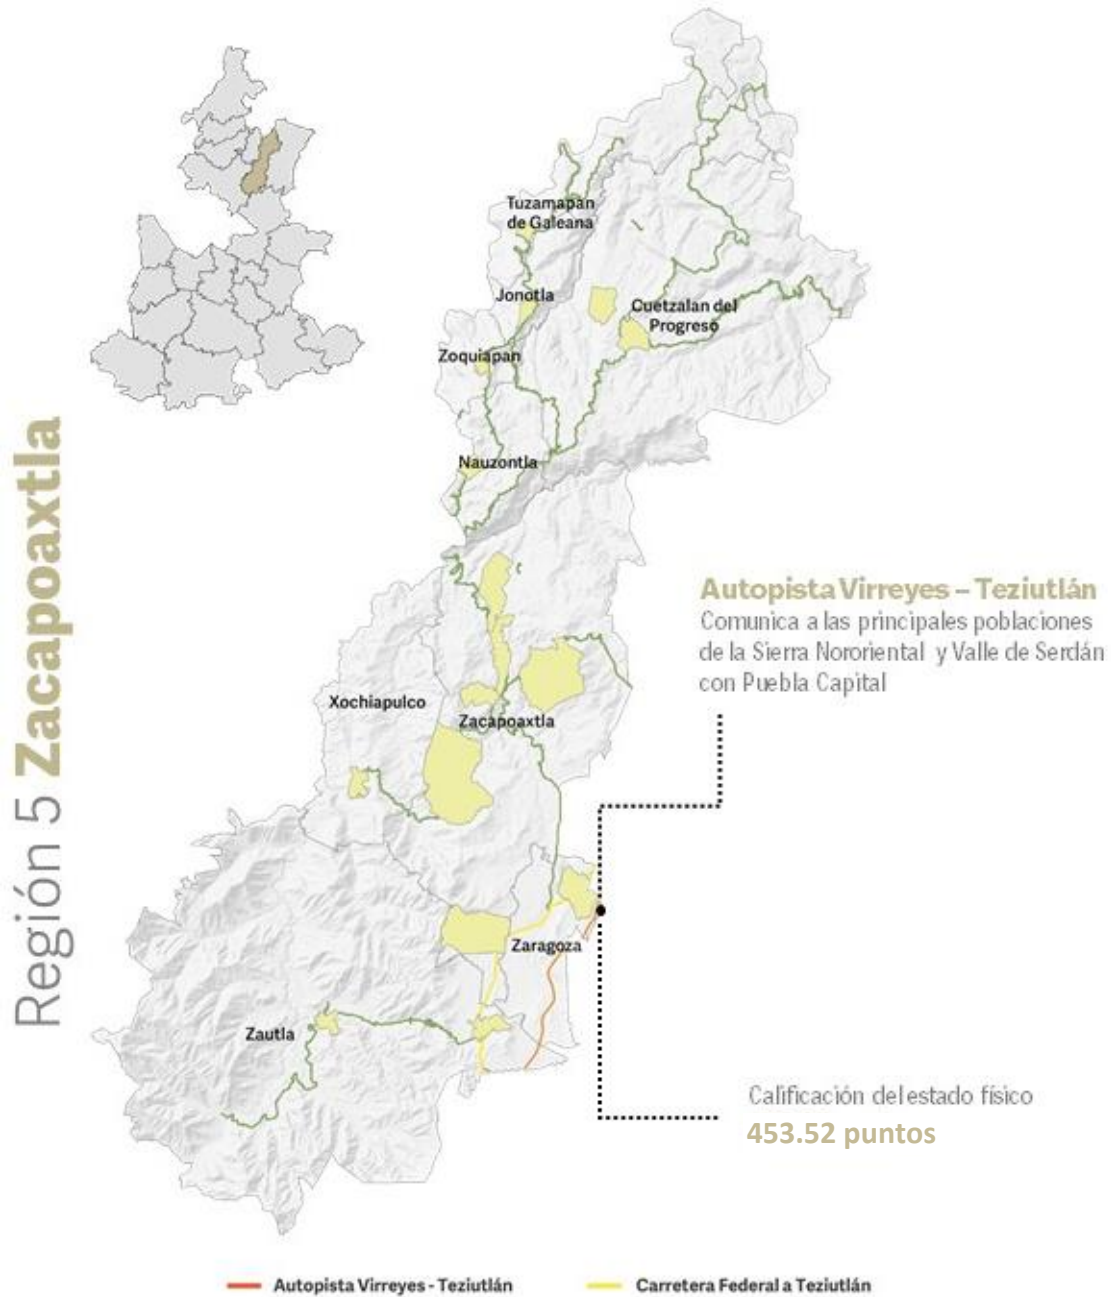 Región 5 Zacapoaxtla
Tuzamapan
de Galeana
Jonotla
Cuetzalan del
Progreso
Zoquiapan
Nauzontla
Autopista Virreyes – Teziutlán
Comunica a las principales poblaciones
de la Sierra Nororiental y Valle de Serdán
con Puebla Capital
Xochiapulco
Zacapoaxtla
Zaragoza
Zautla
Calificación del estado físico
453.52 puntos
Autopista Virreyes - Teziutlán
Carretera Federal a Teziutlán